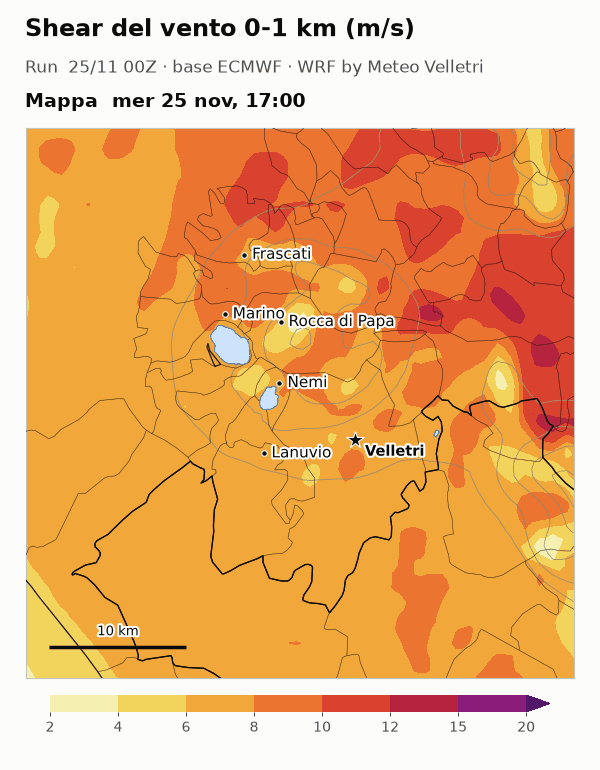 Shear del vento 0-1 km (m/s)
Run  25/11 00Z · base ECMWF · WRF by Meteo Velletri
Mappa  mer 25 nov, 17:00
Frascati
Marino
Rocca di Papa
Nemi
Velletri
Lanuvio
10 km
2 4 6 8 10 12 15 20